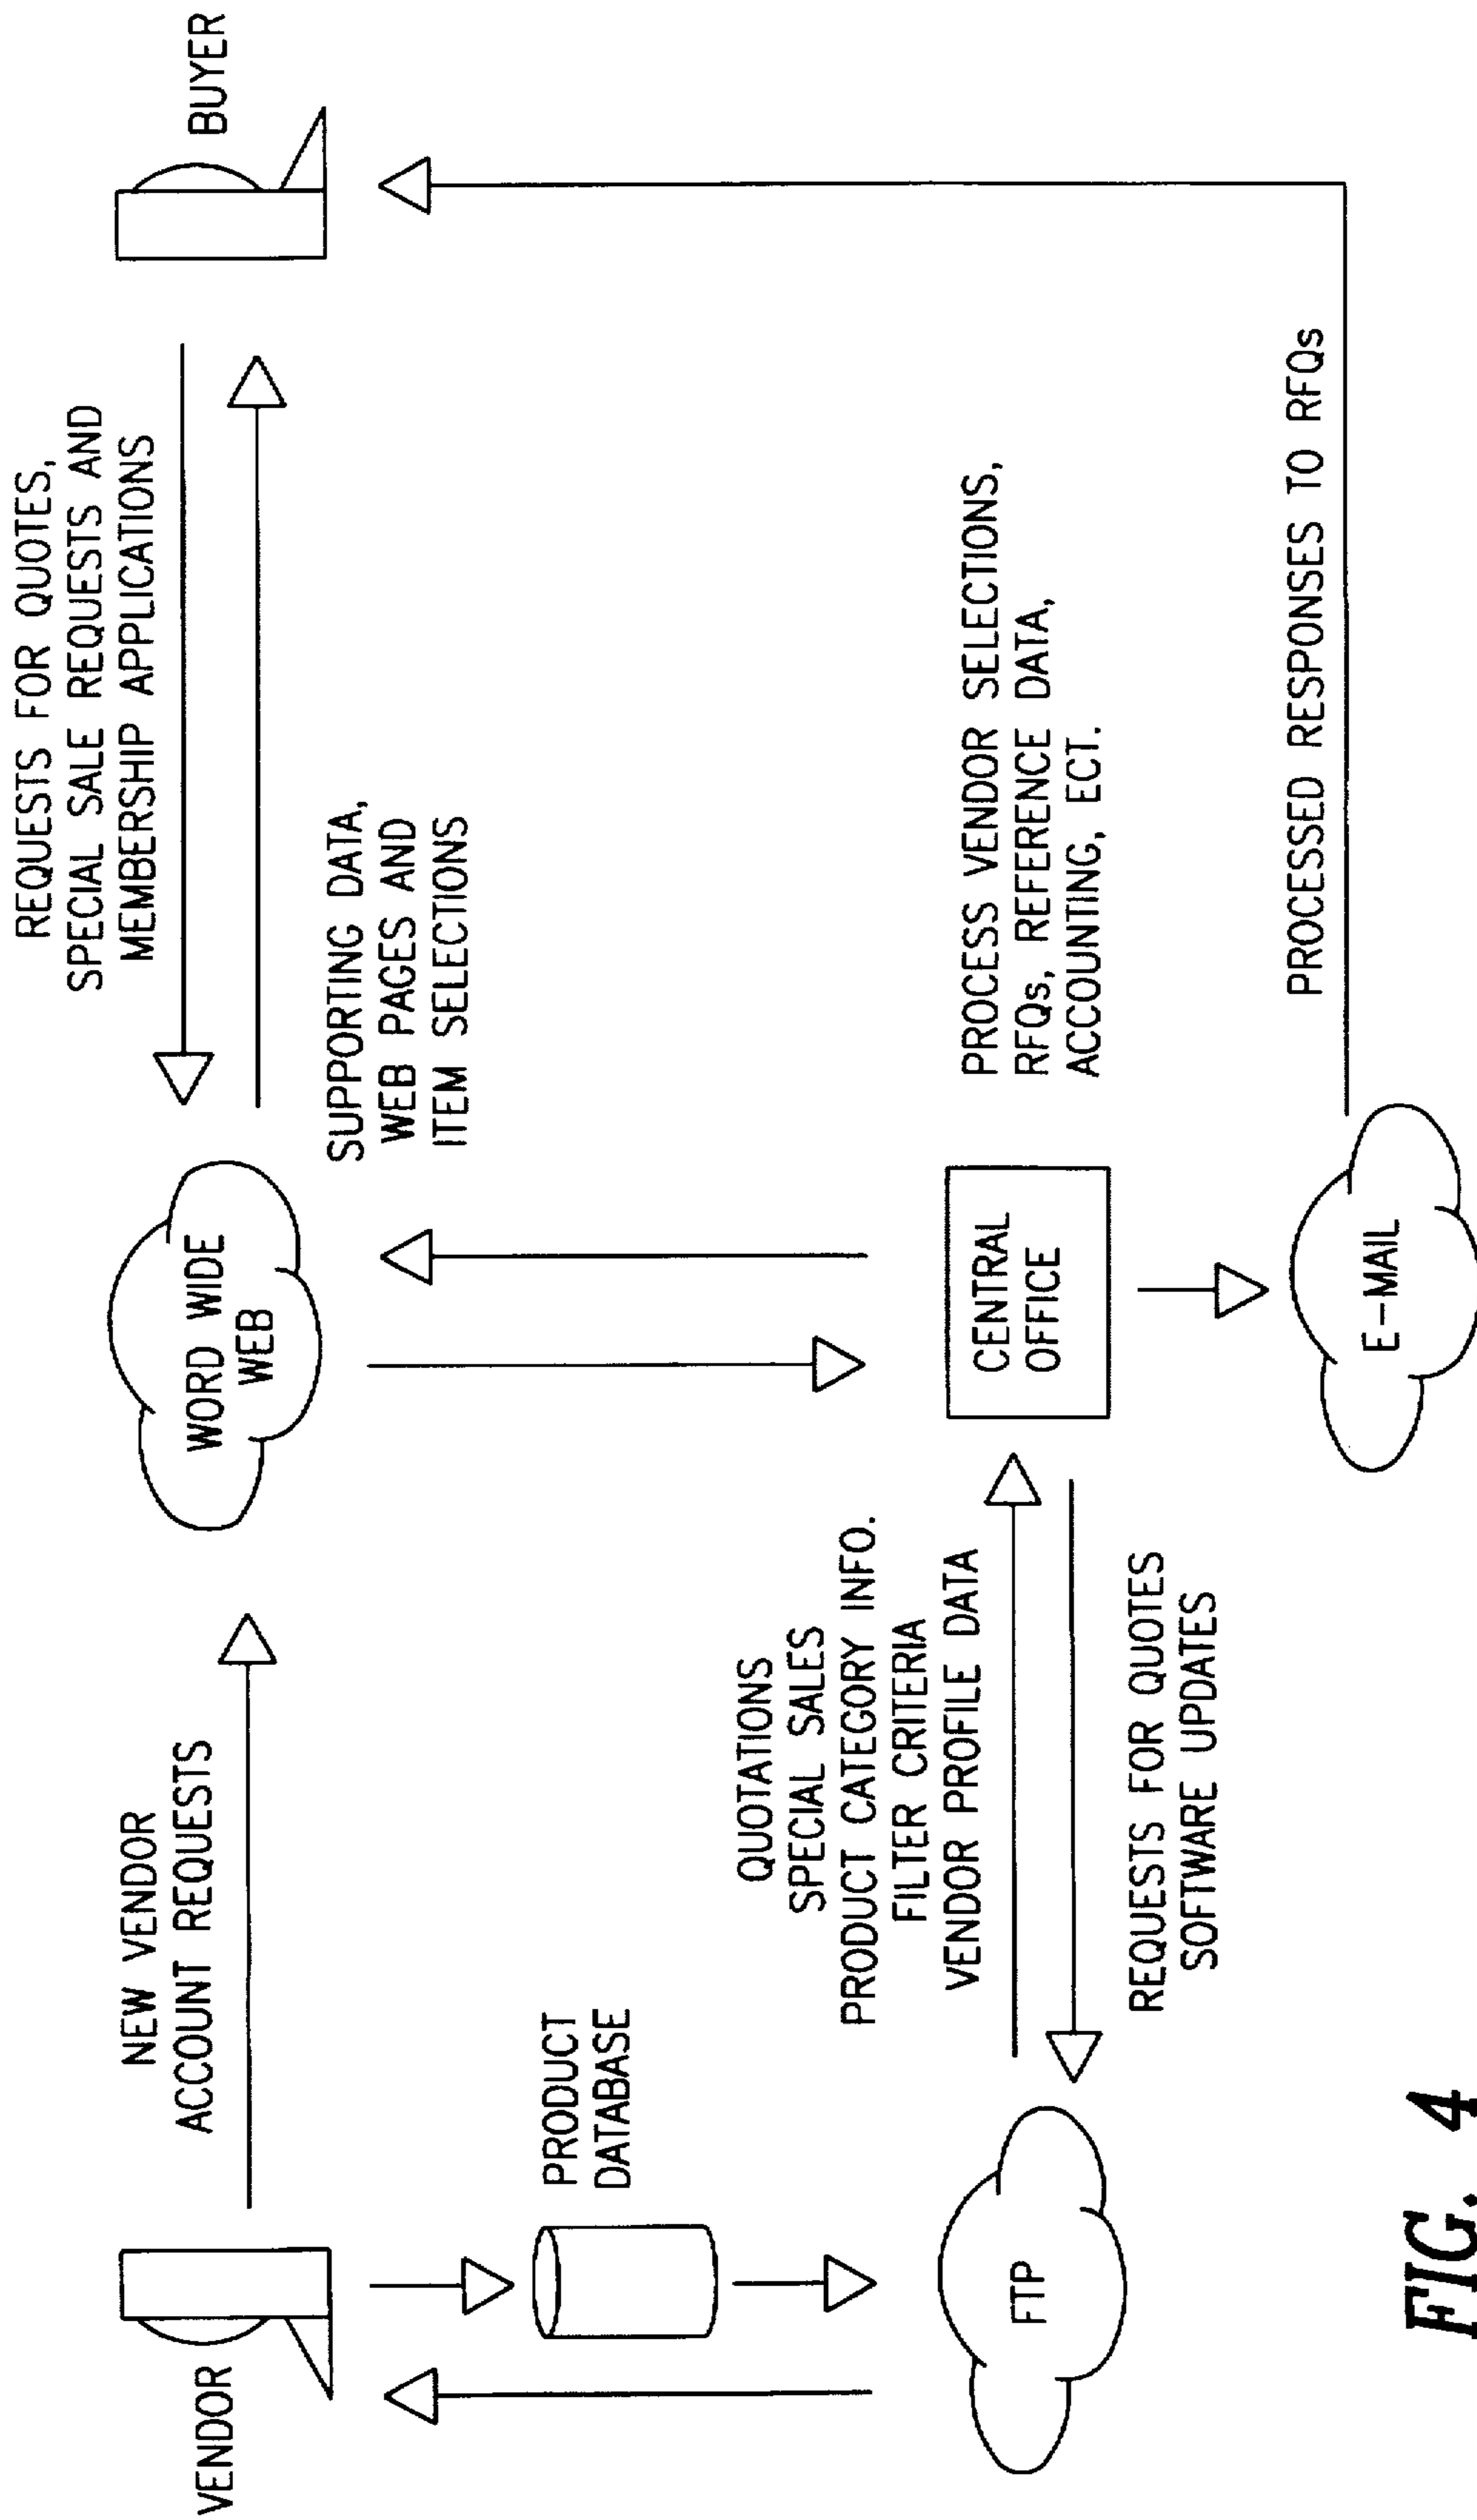 VENDOR
NEW VENDOR
ACCOUNT REQUESTS
WORD WIDE
WEB
REQUESTS FOR QUOTES,
SPECIAL SALE REQUESTS AND
MEMBERSHIP APPLICATIONS
BUYER
SUPPORTING DATA,
WEB PAGES AND
ITEM SELECTIONS
PRODUCT
DATABASE
QUOTATIONS
SPECIAL SALES
PRODUCT CATEGORY INFO.
FILTER CRITERIA
VENDOR PROFILE DATA
FTP
REQUESTS FOR QUOTES
SOFTWARE UPDATES
CENTRAL
OFFICE
PROCESS VENDOR SELECTIONS,
RFQs, REFERENCE DATA,
ACCOUNTING, ECT.
E-MAIL
PROCESSED RESPONSES TO RFQs
FIG. 4